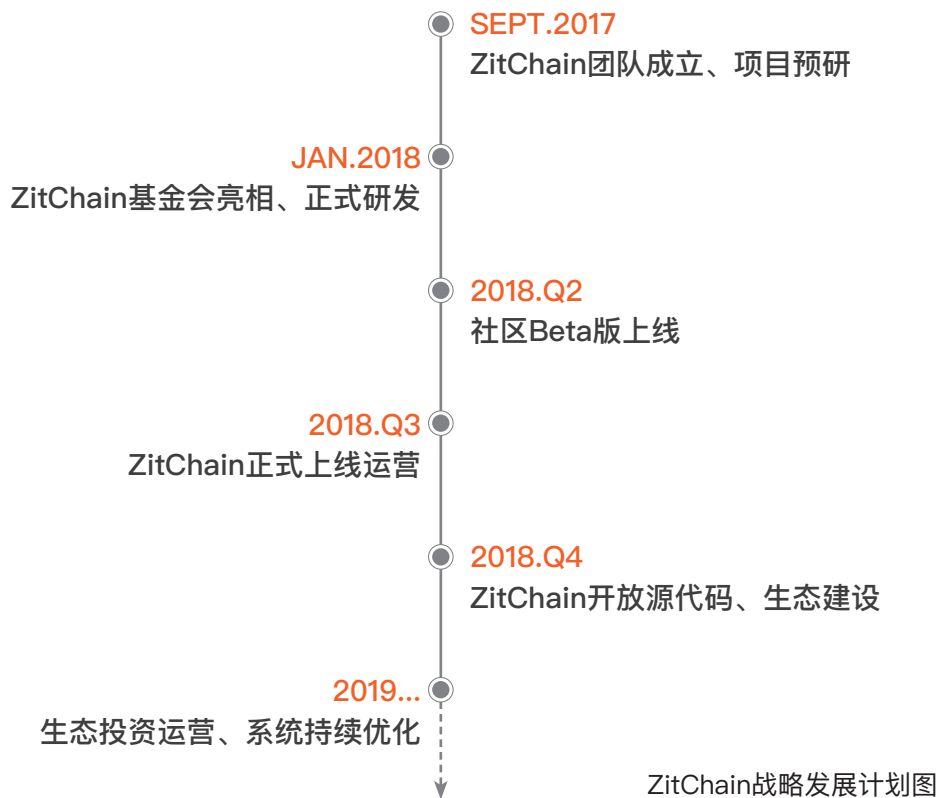 SEPT.2017
ZitChain团队成立、项目预研
JAN.2018
ZitChain基金会亮相、正式研发
2018.Q2
社区Beta版上线
2018.Q3
ZitChain正式上线运营
2018.Q4
ZitChain开放源代码、生态建设
2019...
生态投资运营、系统持续优化
ZitChain战略发展计划图